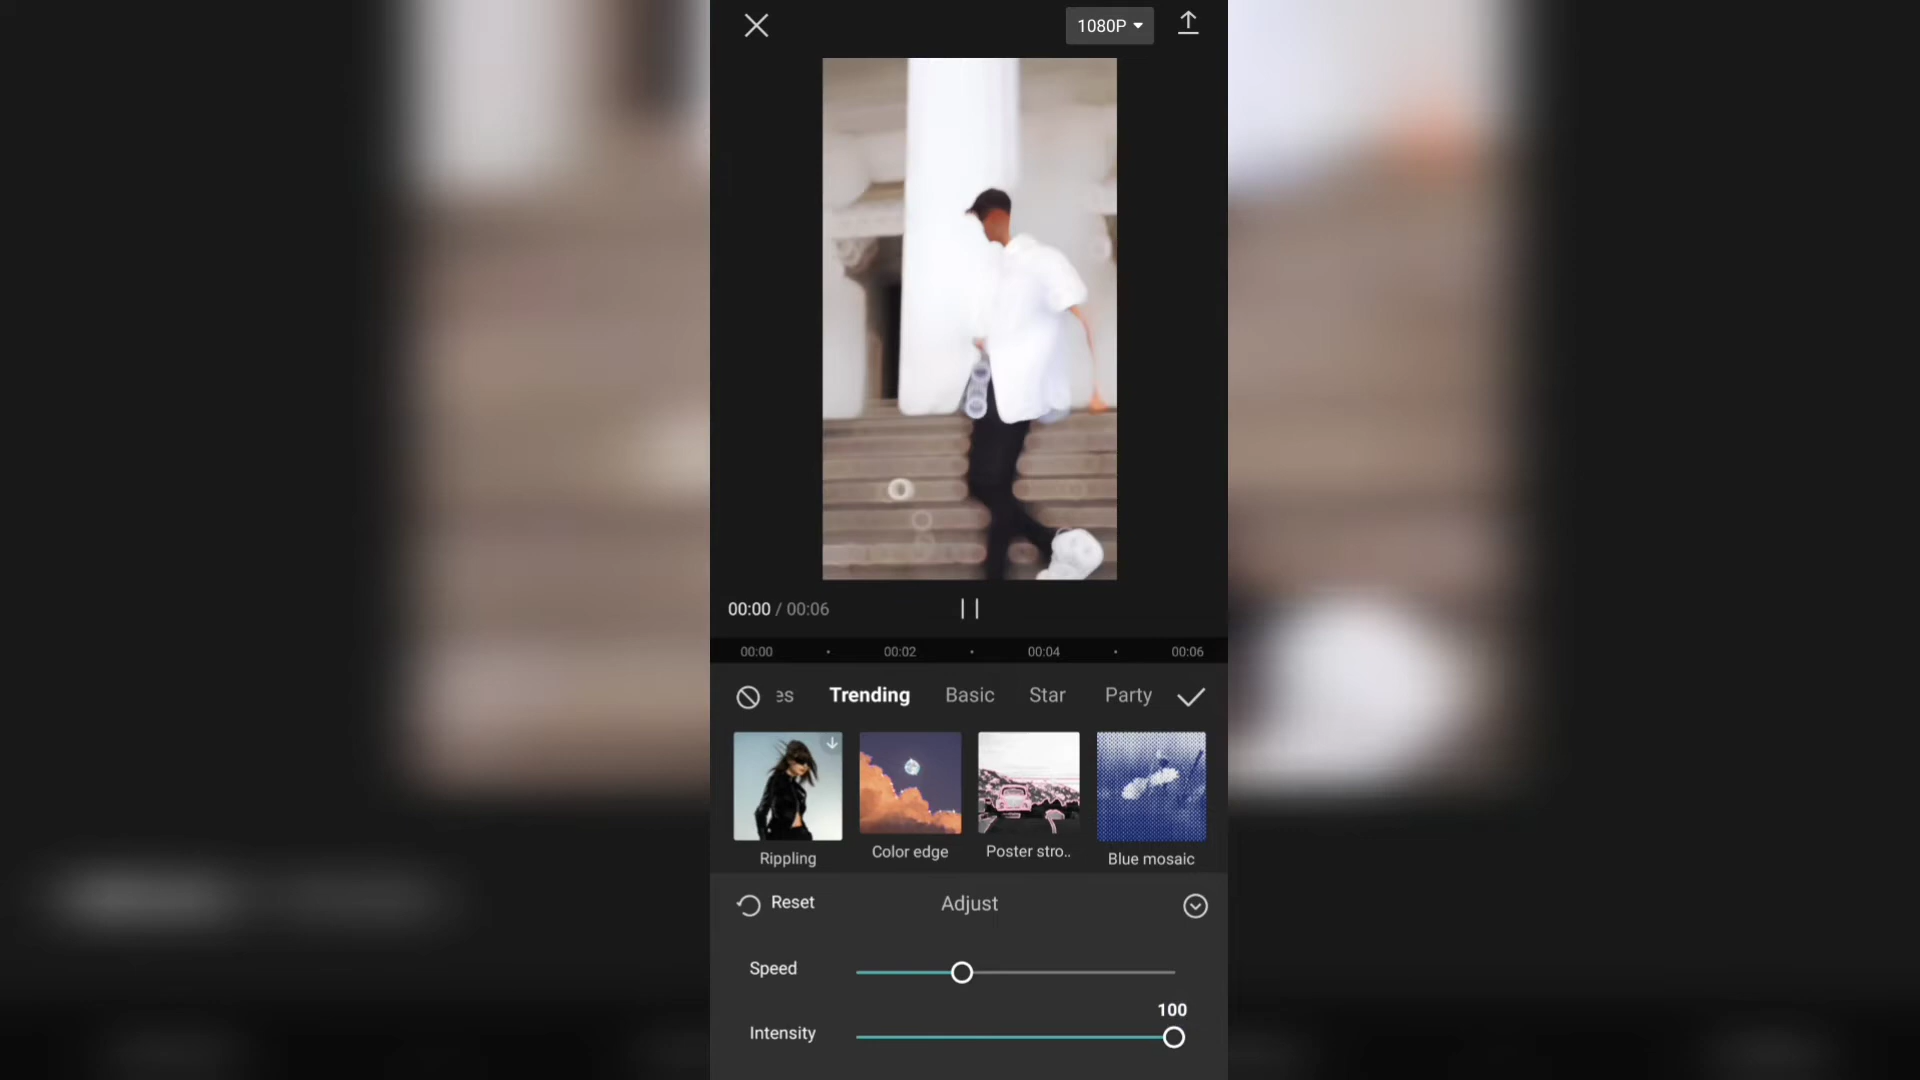 1080P
00:00 / 00:06
00:00 00:02 00:04 00:06
es Trending Basic Star Party
Rippling Color edge Poster stro.. Blue mosaic
Reset Adjust
Speed
100
Intensity